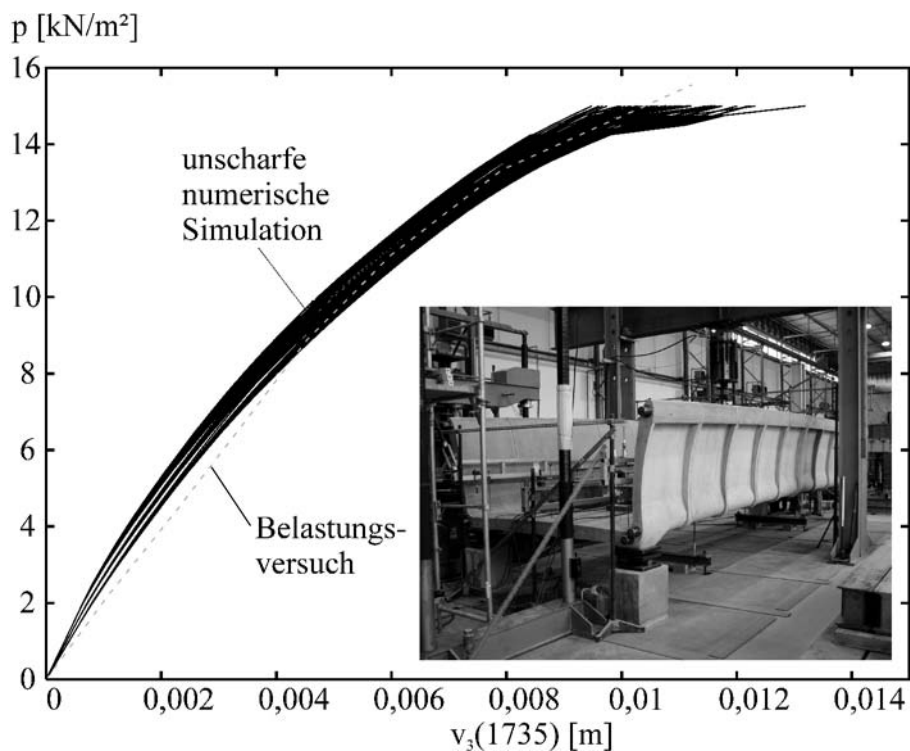 p [kN/m²]
16
14
12
10
8
6
4
2
0
unscharfe
numerische
Simulation
Belastungs-
versuch
0 0,002 0,004 0,006 0,008 0,01 0,012 0,014
v₃(1735) [m]